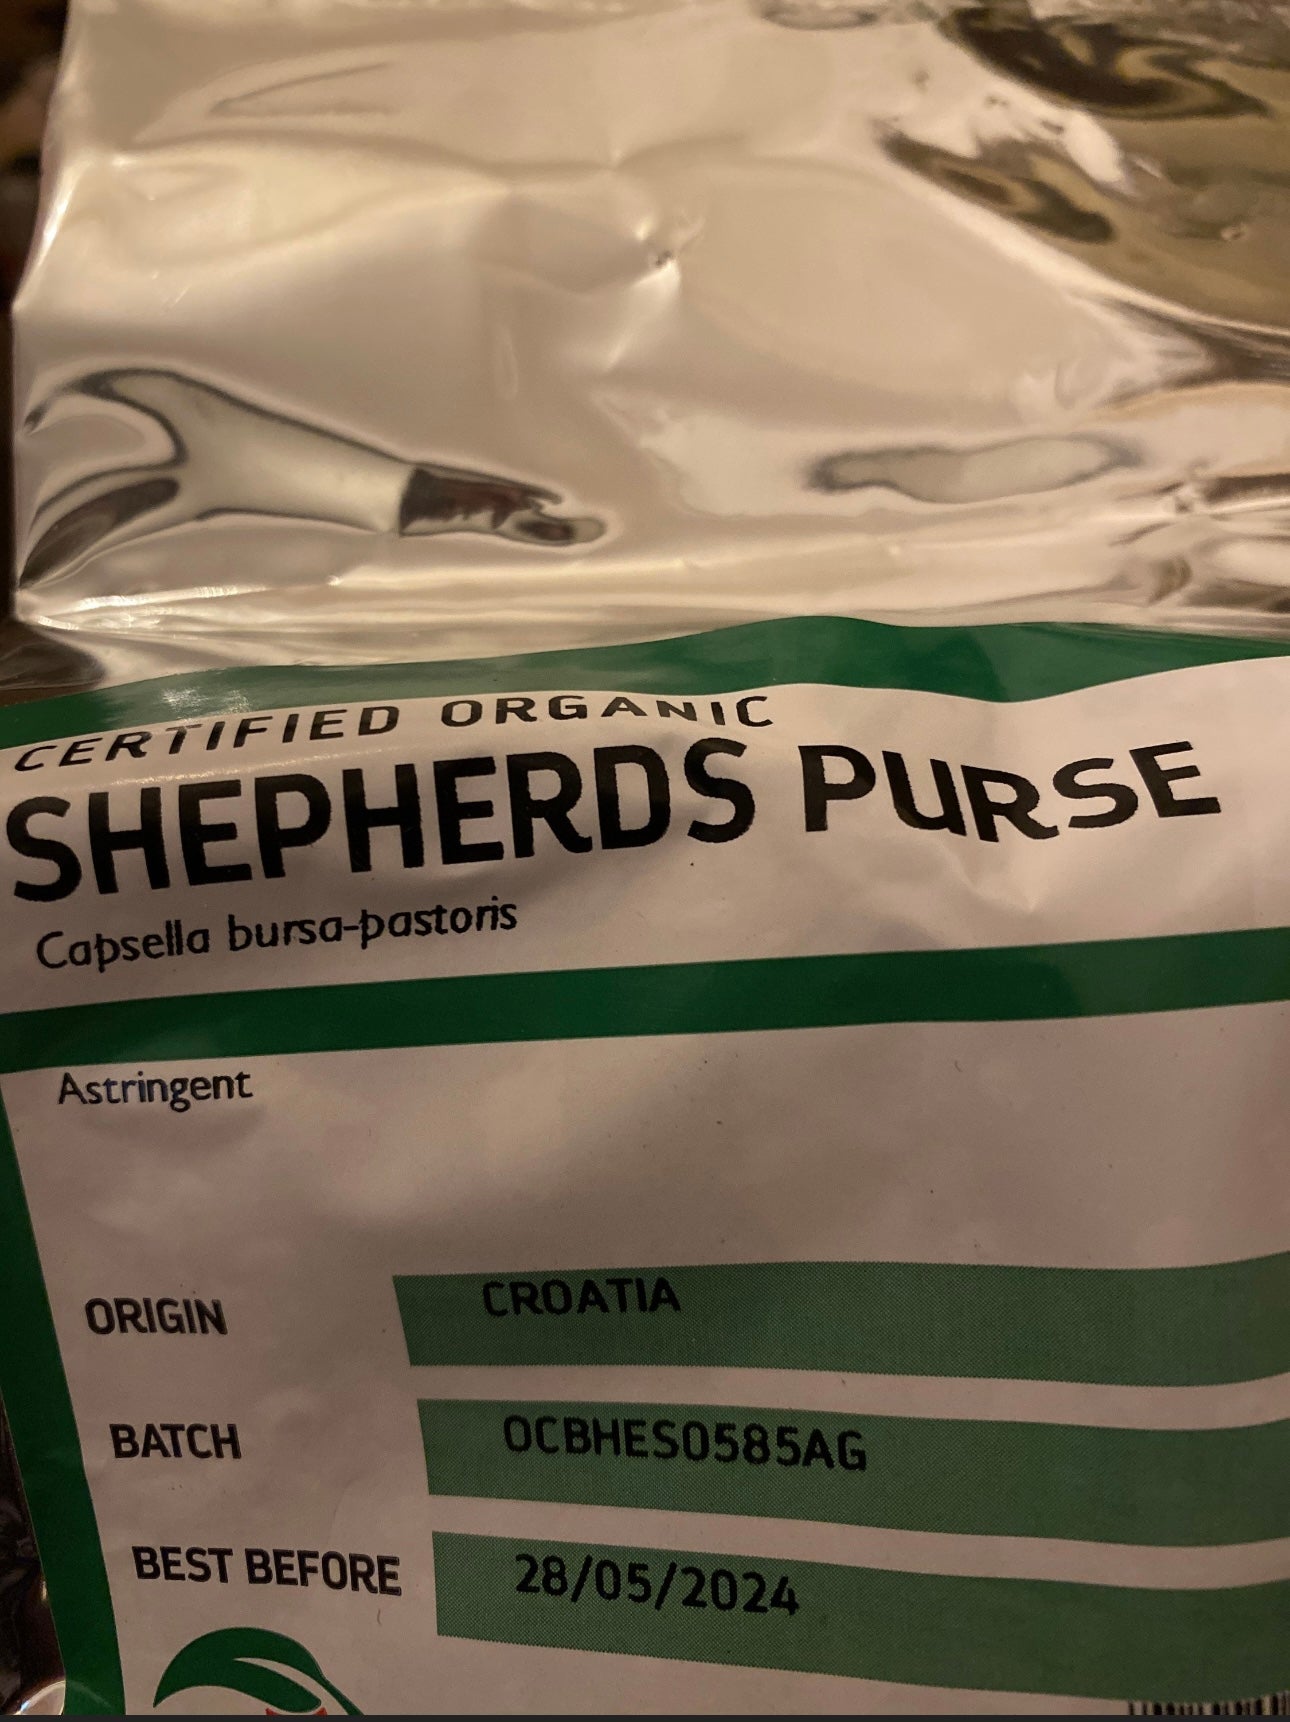 CERTIFIED ORGANIC
SHEPHERDS PURSE
Capsella bursa-pastoris
Astringent
ORIGIN CROATIA
BATCH OCBHES0585AG
BEST BEFORE 28/05/2024